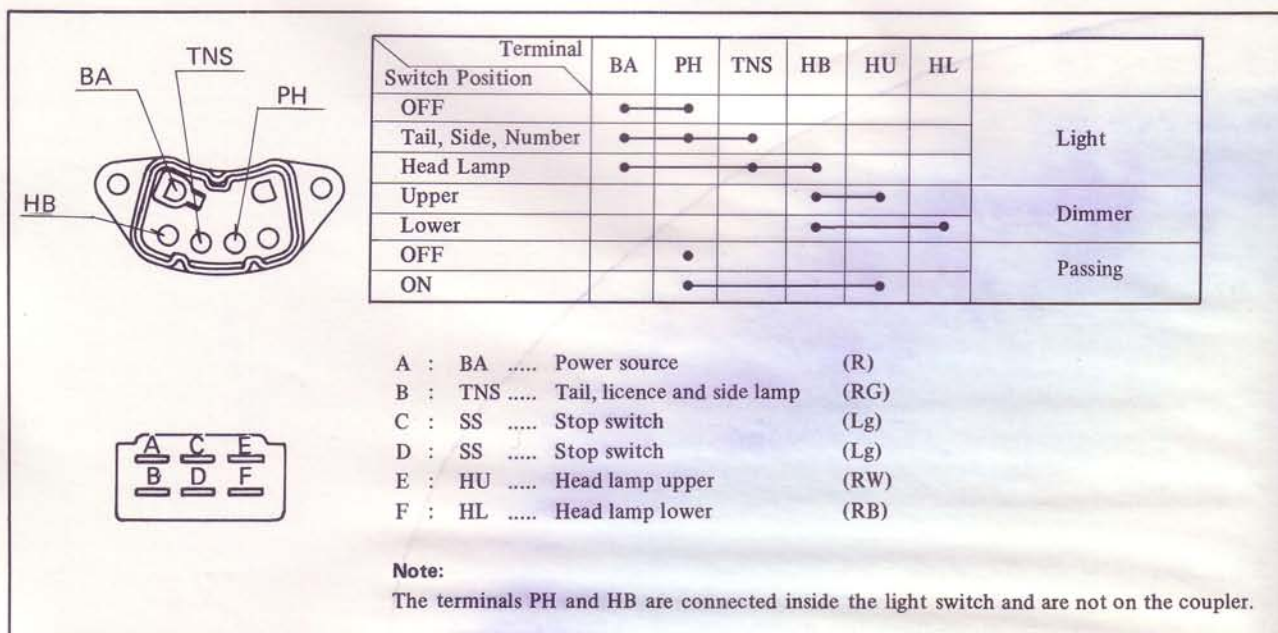 TNS
BA
PH
HB
Terminal
Switch Position
BA PH TNS HB HU HL
OFF
Tail, Side, Number
Head Lamp
Light
Upper
Lower
Dimmer
OFF
ON
Passing
A : BA ..... Power source (R)
B : TNS ..... Tail, licence and side lamp (RG)
C : SS ..... Stop switch (Lg)
D : SS ..... Stop switch (Lg)
E : HU ..... Head lamp upper (RW)
F : HL ..... Head lamp lower (RB)
A C E
B D F
Note:
The terminals PH and HB are connected inside the light switch and are not on the coupler.